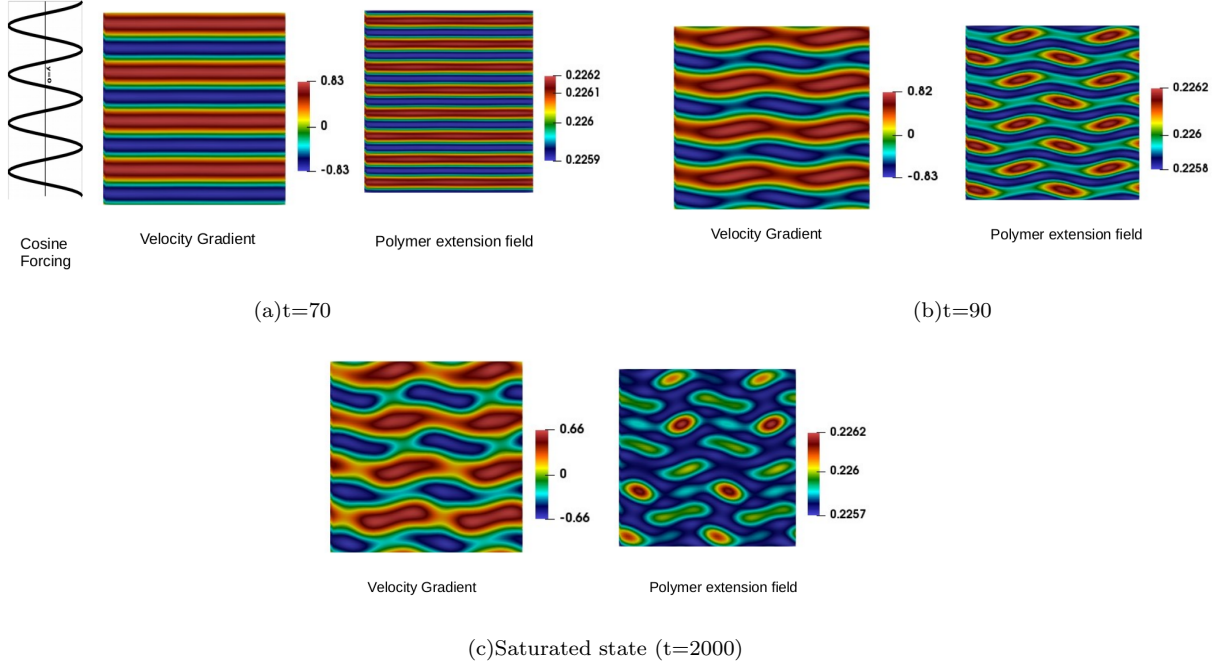 y=0
0.83
0
-0.83
0.2262
0.2261
0.226
0.2259
0.82
0
-0.83
0.2262
0.226
0.2258
Cosine
Forcing
Velocity Gradient
Polymer extension field
Velocity Gradient
Polymer extension field
(a)t=70
(b)t=90
0.66
0
-0.66
0.2262
0.226
0.2257
Velocity Gradient
Polymer extension field
(c)Saturated state (t=2000)